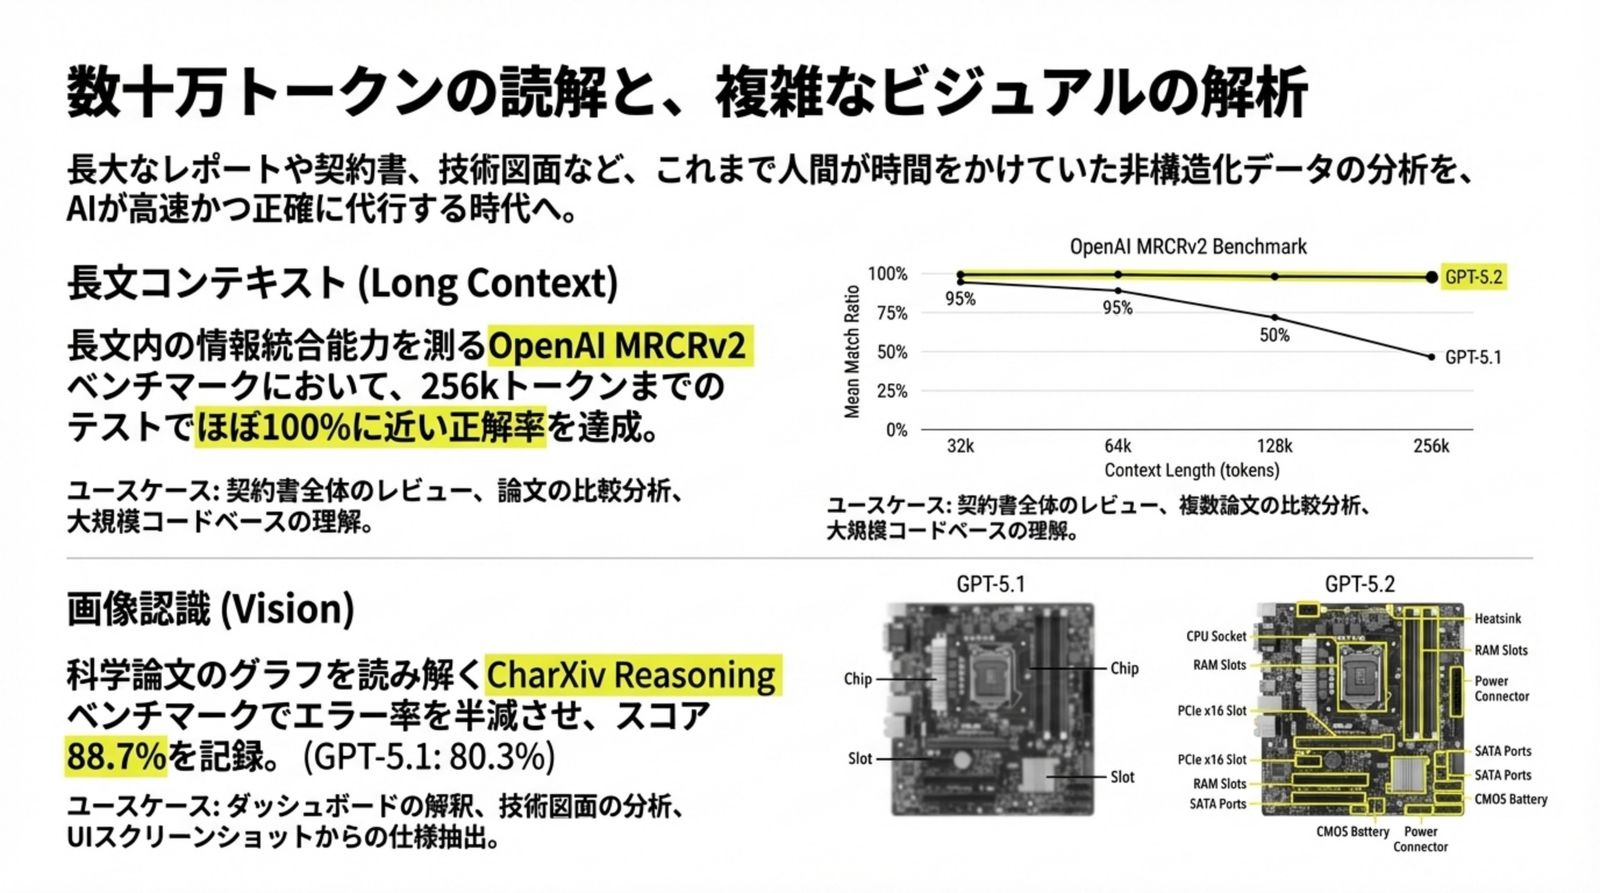 数十万トークンの読解と、複雑なビジュアルの解析
長大なレポートや契約書、技術図面など、これまで人間が時間をかけていた非構造化データの分析を、
AIが高速かつ正確に代行する時代へ。
長文コンテキスト (Long Context)
長文内の情報統合能力を測るOpenAI MRCRv2
ベンチマークにおいて、256kトークンまでの
テストでほぼ100%に近い正解率を達成。
ユースケース: 契約書全体のレビュー、論文の比較分析、
大規模コードベースの理解。
OpenAI MRCRv2 Benchmark
Mean Match Ratio
100%
75%
50%
25%
0%
95%
95%
50%
GPT-5.2
GPT-5.1
32k
64k
128k
256k
Context Length (tokens)
ユースケース: 契約書全体のレビュー、複数論文の比較分析、
大規模コードベースの理解。
画像認識 (Vision)
科学論文のグラフを読み解くCharXiv Reasoning
ベンチマークでエラー率を半減させ、スコア
88.7%を記録。 (GPT-5.1: 80.3%)
ユースケース: ダッシュボードの解釈、技術図面の分析、
UIスクリーンショットからの仕様抽出。
GPT-5.1
Chip
Chip
Slot
Slot
GPT-5.2
CPU Socket
RAM Slots
PCIe x16 Slot
PCIe x16 Slot
RAM Slots
SATA Ports
Heatsink
RAM Slots
Power
Connector
SATA Ports
SATA Ports
CMOS Battery
CMOS Bsttery
Power
Connector